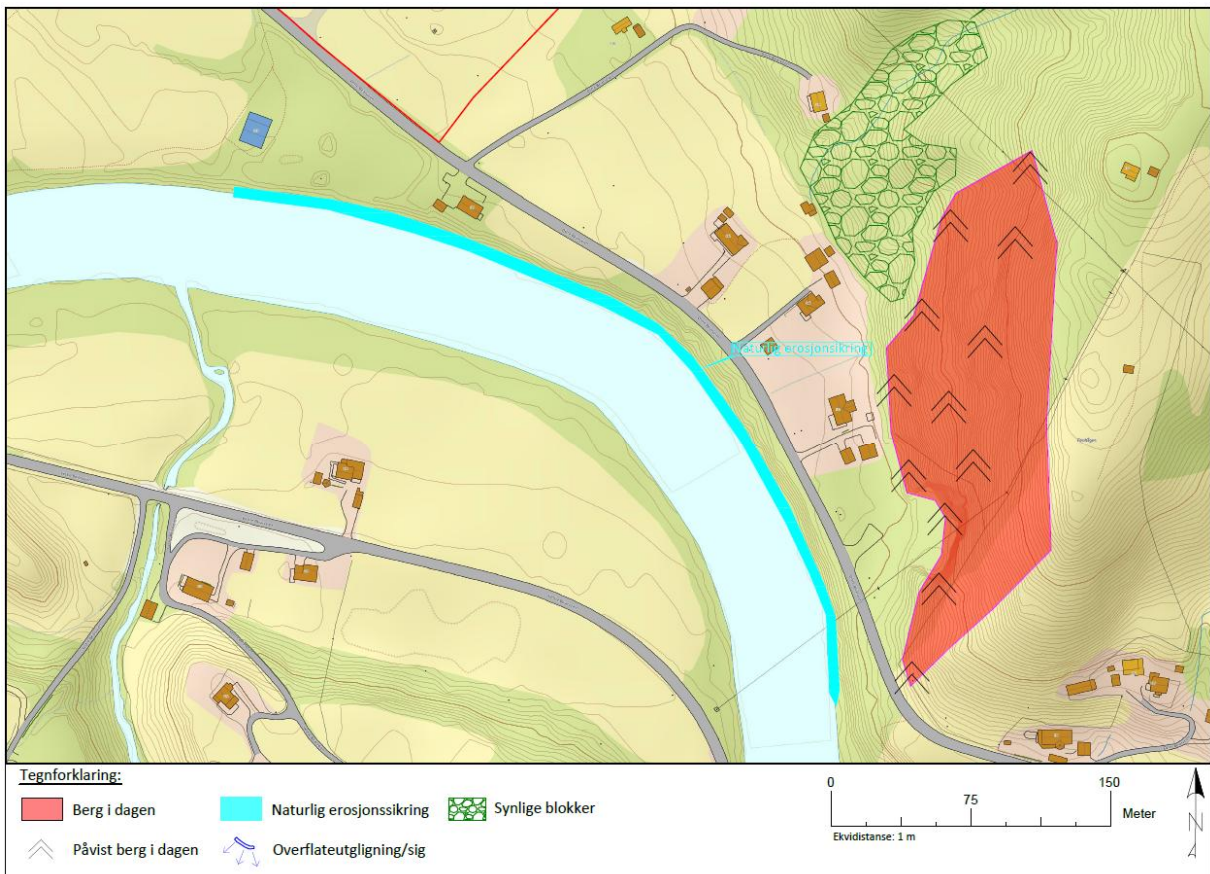 Naturlig erosjonsikring
Tegnforklaring:
Berg i dagen
Naturlig erosjonssikring
Synlige blokker
Påvist berg i dagen
Overflateutgligning/sig
0
75
150
Meter
Ekvidistanse: 1 m
N